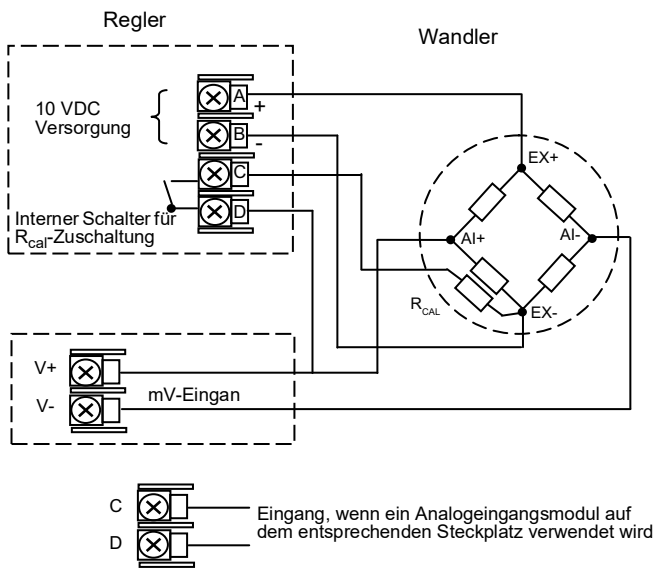 Regler
Wandler
10 VDC
Versorgung
A
+
B
-
C
D
Interner Schalter für
Rcal-Zuschaltung
EX+
AI+
AI-
RCAL
EX-
V+
V-
mV-Eingan
C
D
Eingang, wenn ein Analogeingangsmodul auf
dem entsprechenden Steckplatz verwendet wird